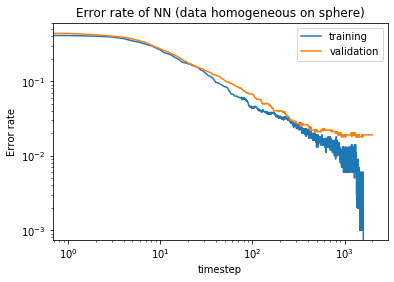 Error rate of NN (data homogeneous on sphere)
training
validation
10⁻¹
10⁻²
10⁻³
Error rate
10⁰
10¹
10²
10³
timestep